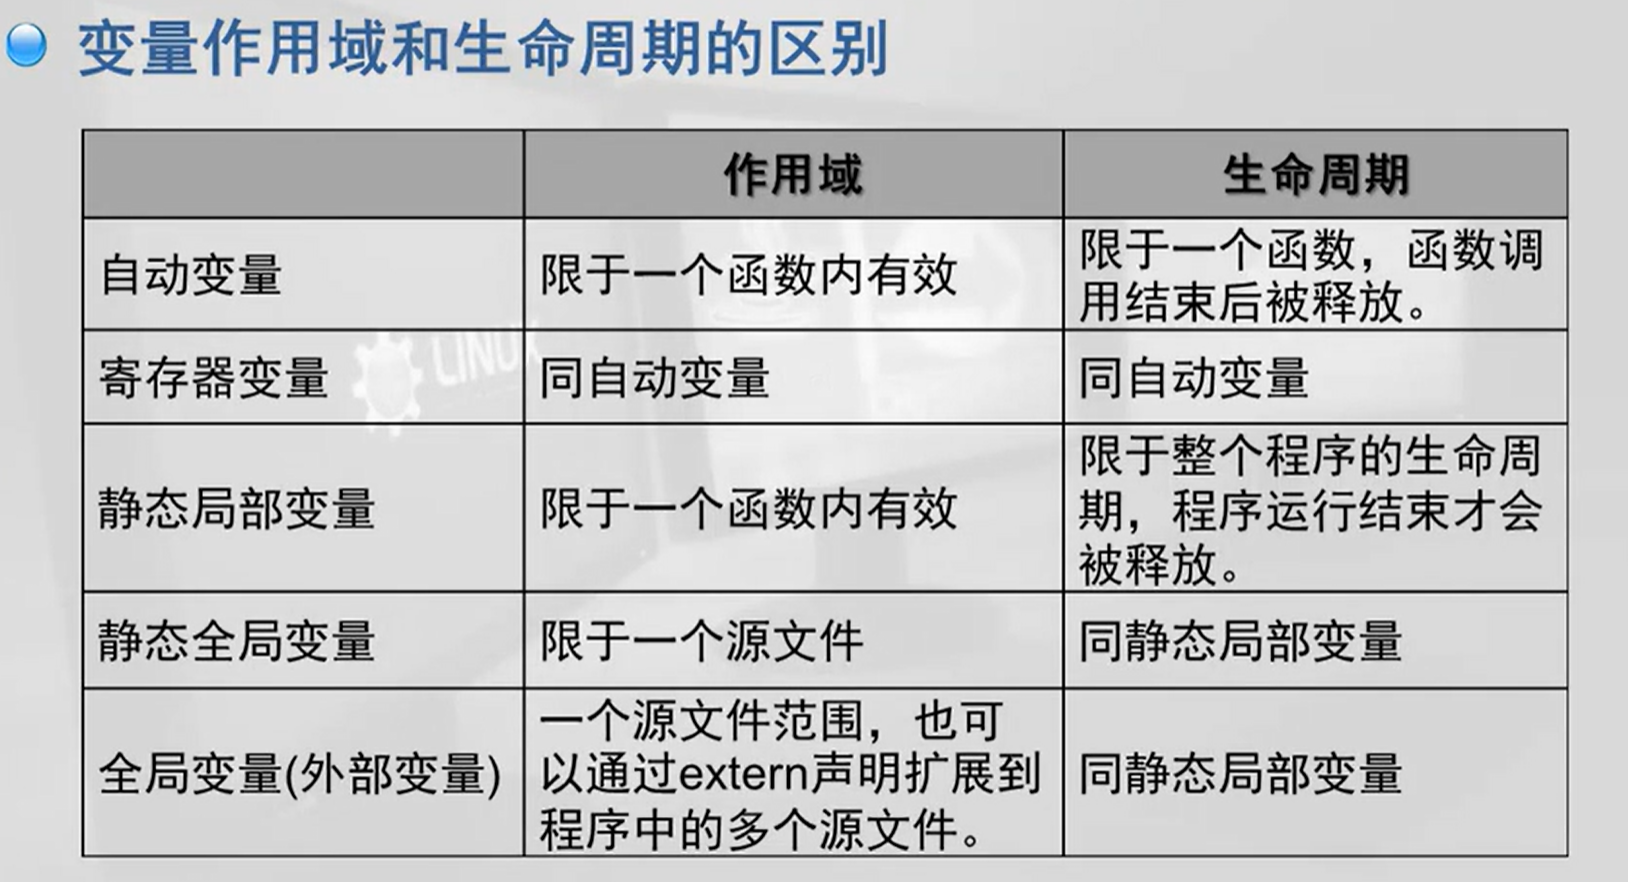 变量作用域和生命周期的区别
作用域
生命周期
自动变量
限于一个函数内有效
限于一个函数，函数调
用结束后被释放。
寄存器变量
同自动变量
同自动变量
静态局部变量
限于一个函数内有效
限于整个程序的生命周
期，程序运行结束才会
被释放。
静态全局变量
限于一个源文件
同静态局部变量
全局变量(外部变量)
一个源文件范围，也可
以通过extern声明扩展到
程序中的多个源文件。
同静态局部变量
LINUX